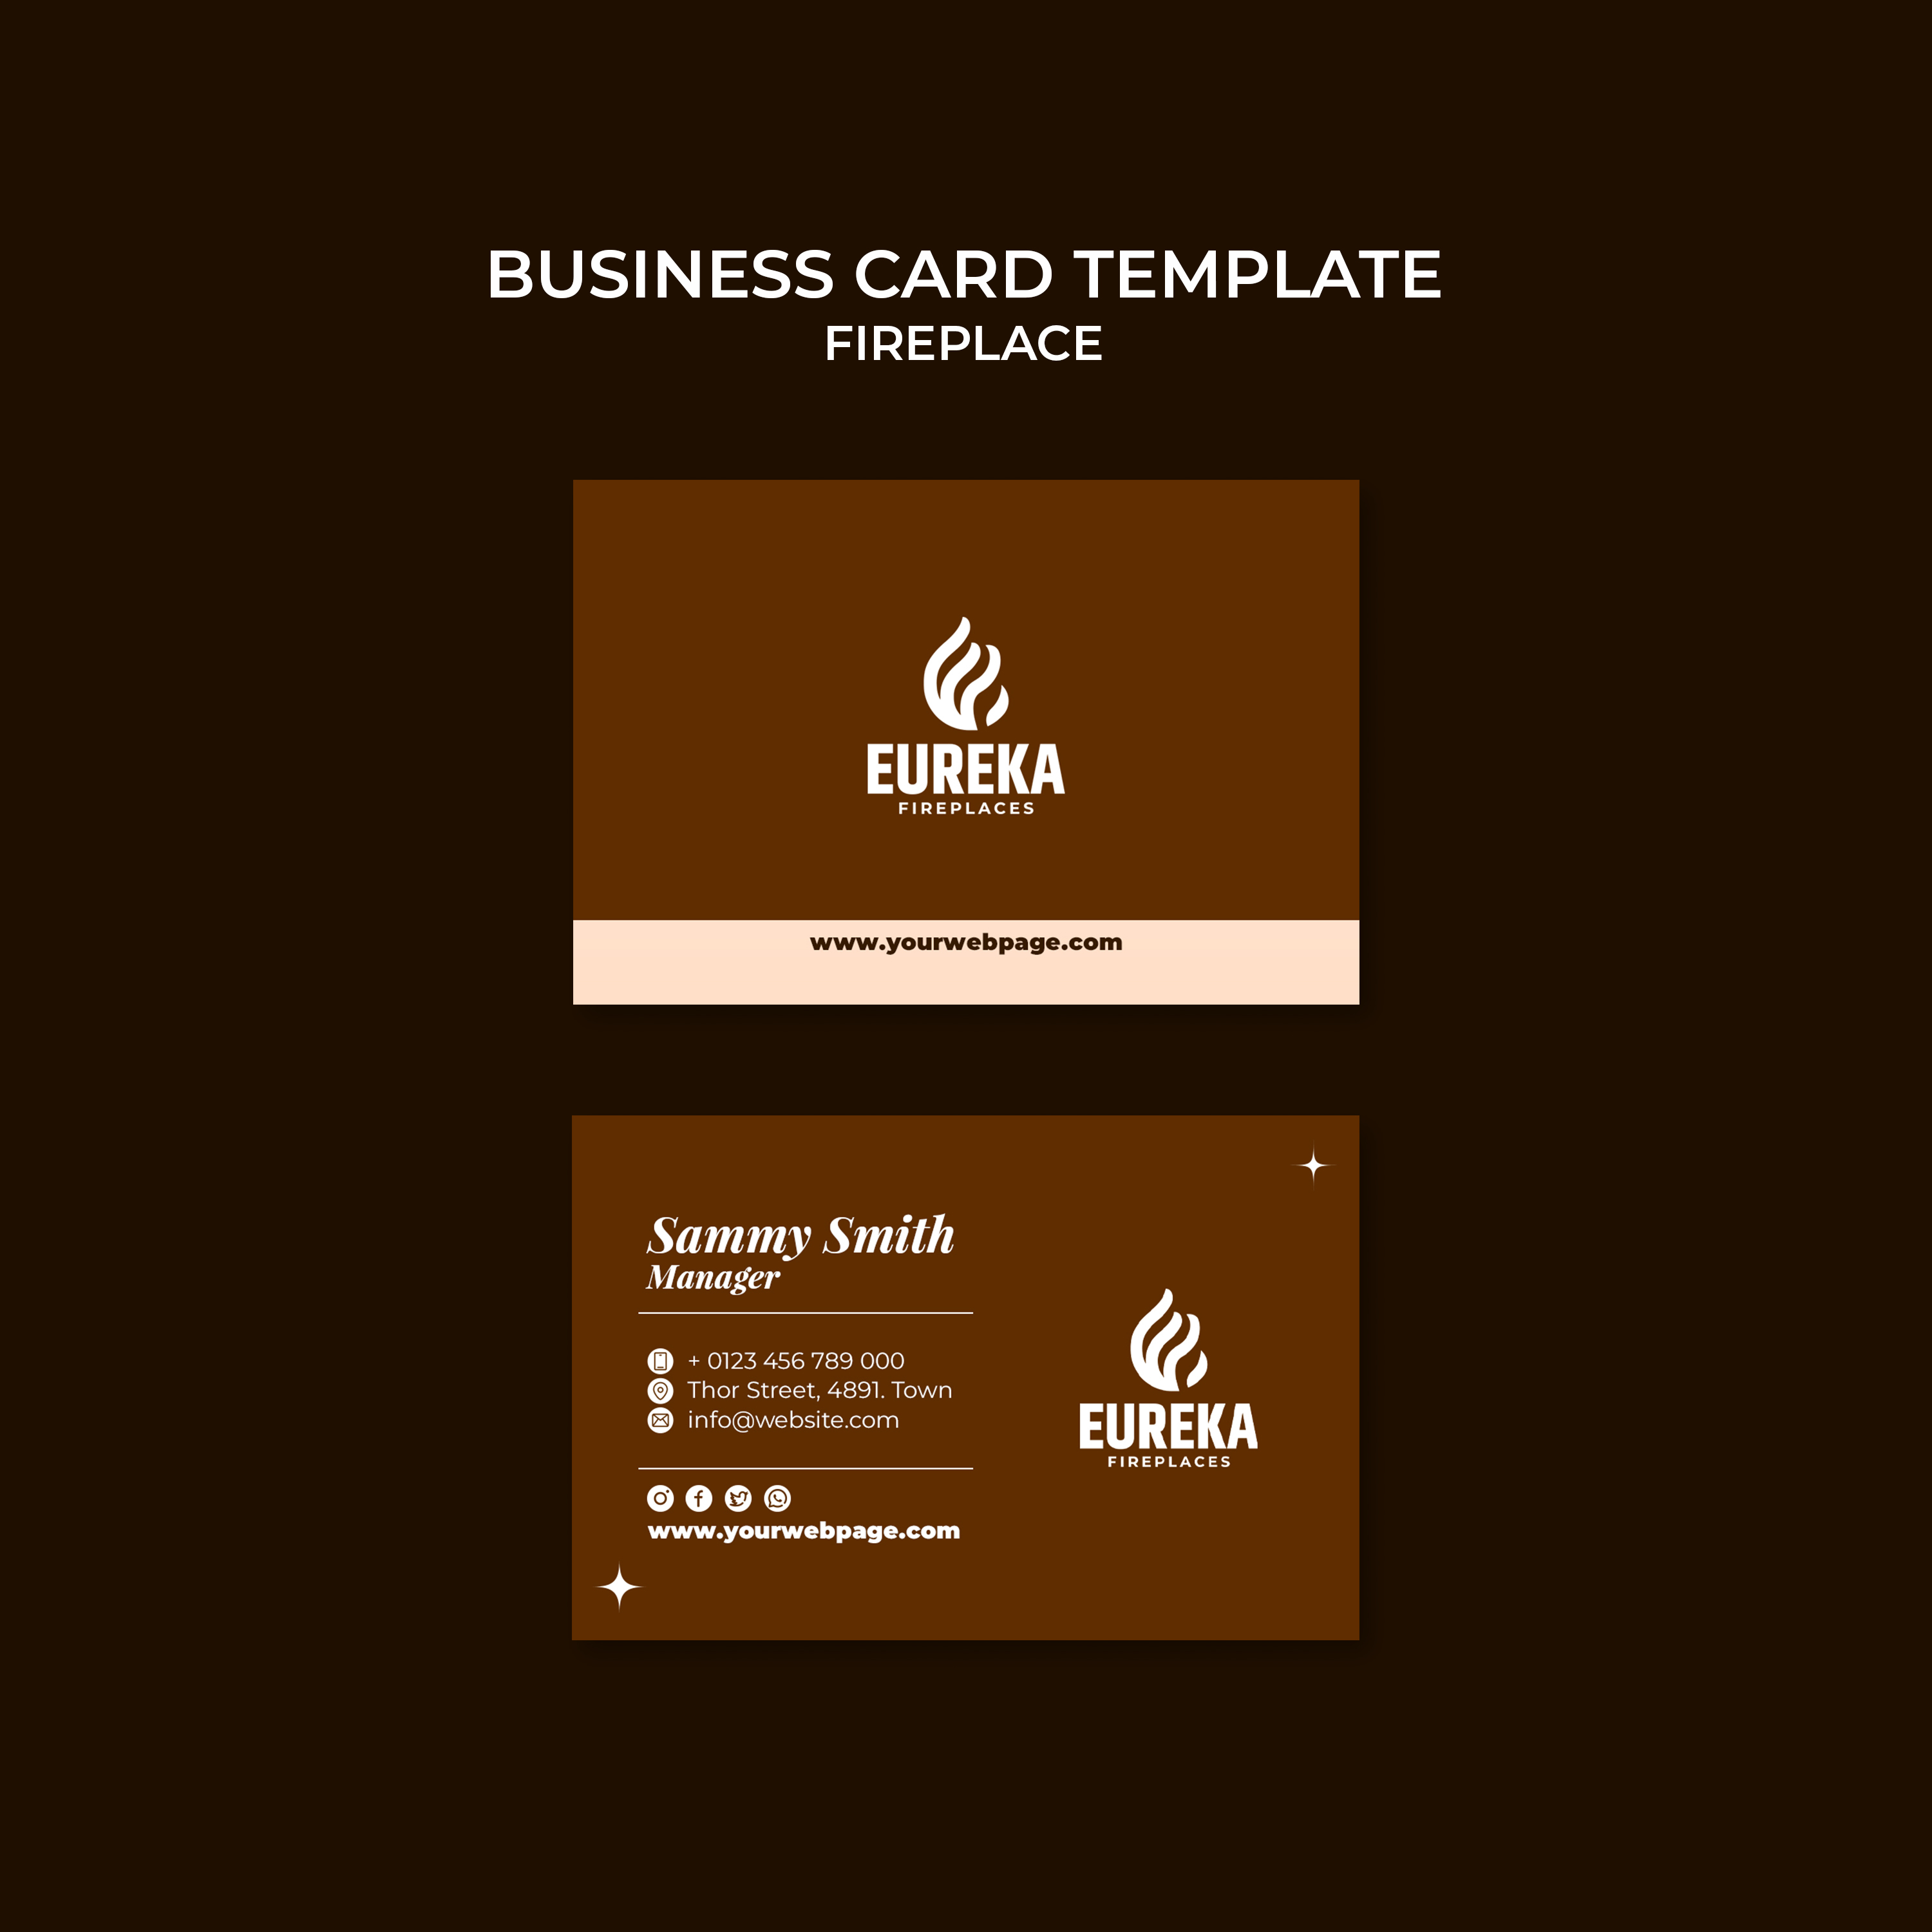 BUSINESS CARD TEMPLATE
FIREPLACE
EUREKA
FIREPLACES
www.yourwebpage.com
Sammy Smith
Manager
+ 0123 456 789 000
Thor Street, 4891. Town
info@website.com
www.yourwebpage.com
EUREKA
FIREPLACES